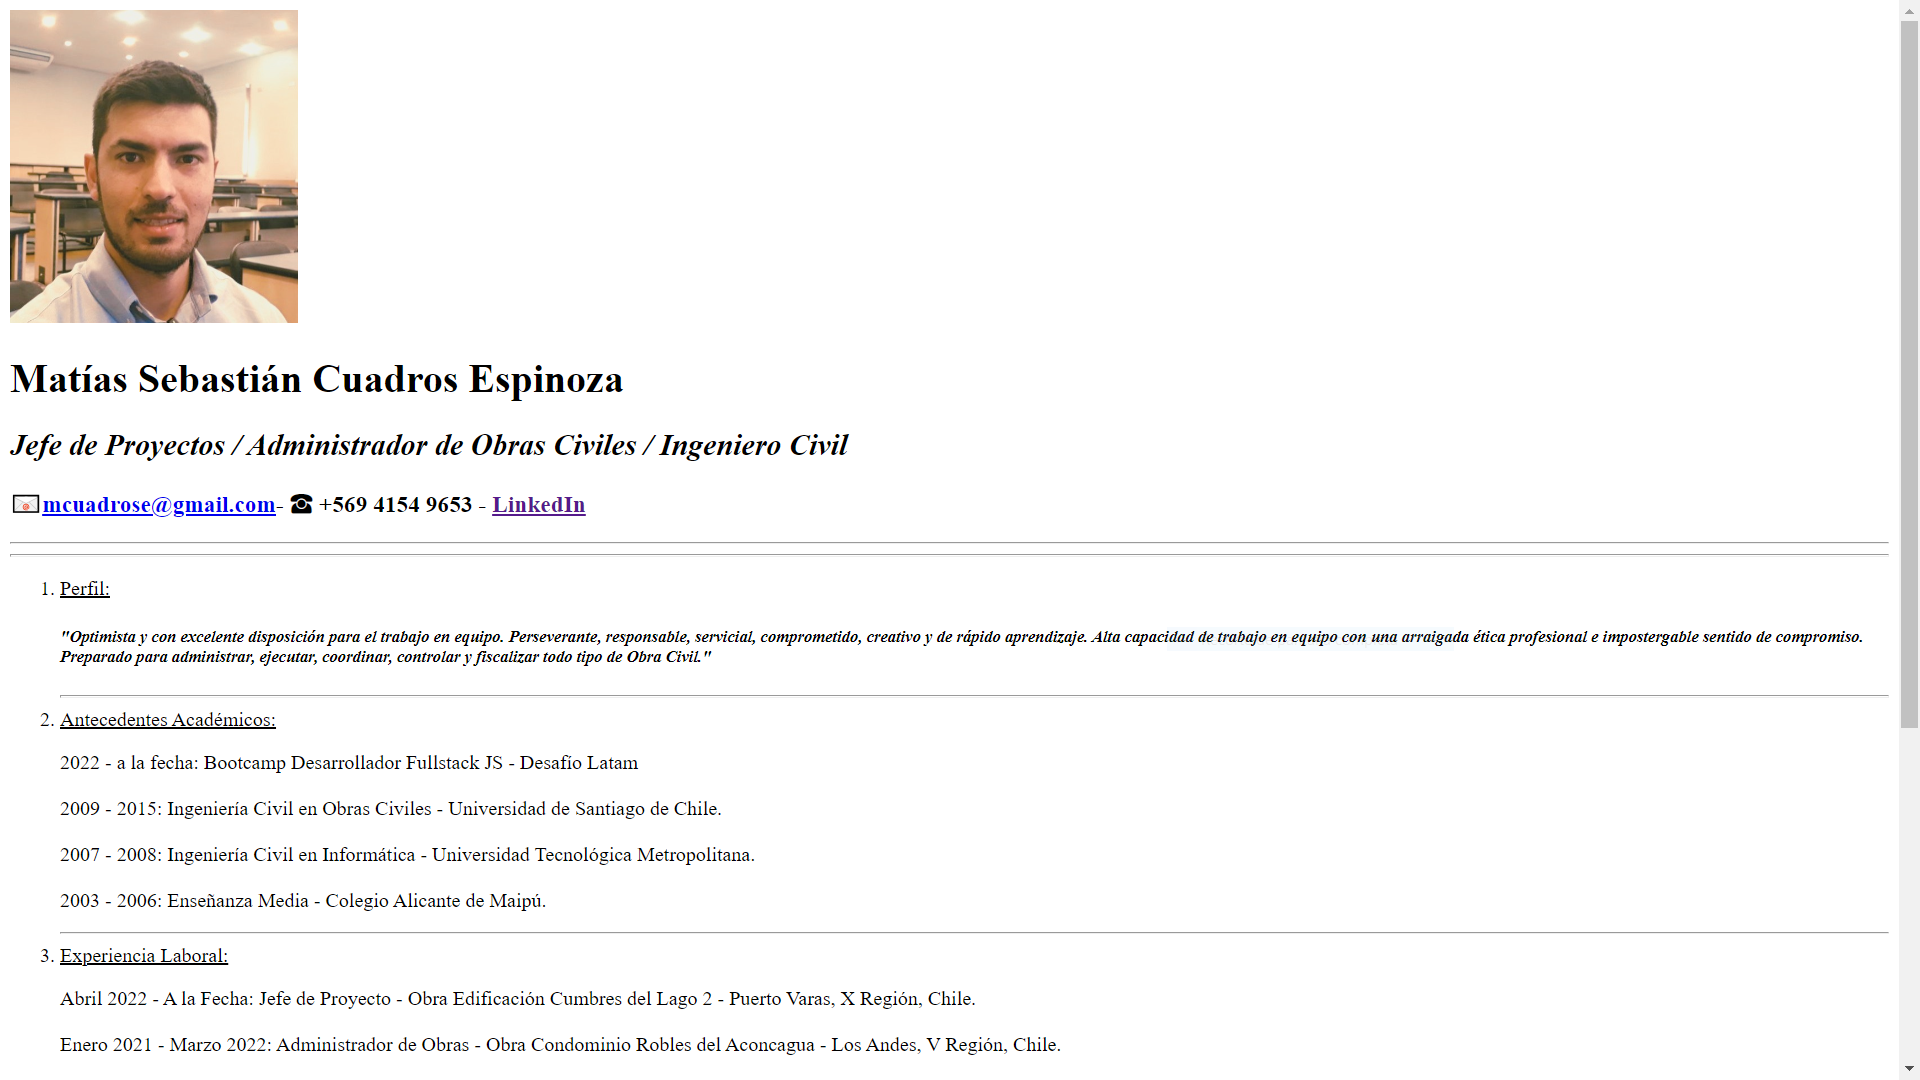 Matías Sebastián Cuadros Espinoza
Jefe de Proyectos / Administrador de Obras Civiles / Ingeniero Civil
mcuadrose@gmail.com- ☎ +569 4154 9653 - LinkedIn
1. Perfil:
"Optimista y con excelente disposición para el trabajo en equipo. Perseverante, responsable, servicial, comprometido, creativo y de rápido aprendizaje. Alta capacidad de trabajo en equipo con una arraigada ética profesional e impostergable sentido de compromiso.
Preparado para administrar, ejecutar, coordinar, controlar y fiscalizar todo tipo de Obra Civil."
2. Antecedentes Académicos:
2022 - a la fecha: Bootcamp Desarrollador Fullstack JS - Desafío Latam
2009 - 2015: Ingeniería Civil en Obras Civiles - Universidad de Santiago de Chile.
2007 - 2008: Ingeniería Civil en Informática - Universidad Tecnológica Metropolitana.
2003 - 2006: Enseñanza Media - Colegio Alicante de Maipú.
3. Experiencia Laboral:
Abril 2022 - A la Fecha: Jefe de Proyecto - Obra Edificación Cumbres del Lago 2 - Puerto Varas, X Región, Chile.
Enero 2021 - Marzo 2022: Administrador de Obras - Obra Condominio Robles del Aconcagua - Los Andes, V Región, Chile.